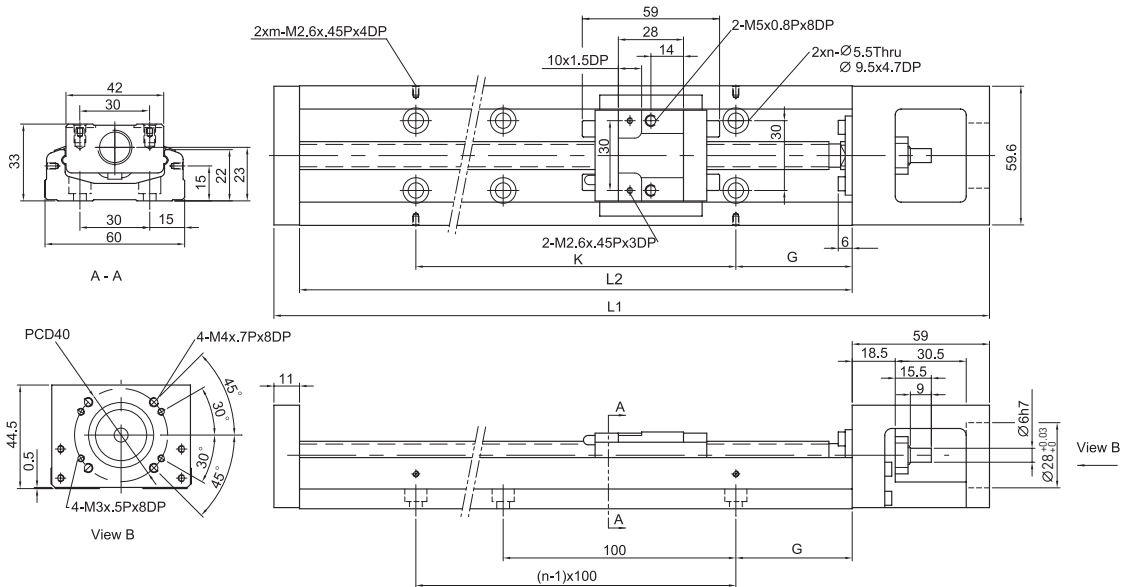 59
28
14
2-M5x0.8Px8DP
2xm-M2.6x.45Px4DP
10x1.5DP
2xn-Ø5.5Thru
Ø 9.5x4.7DP
42
30
33
15
22
23
30
15
60
A - A
30
30
59.6
2-M2.6x.45Px3DP
6
K
G
L2
L1
PCD40
4-M4x.7Px8DP
45°
30°
30°
45°
44.5
0.5
4-M3x.5Px8DP
View B
11
59
18.5
30.5
15.5
9
A
A
Ø6h7
Ø28 +0.03
+0
View B
100
G
(n-1)x100